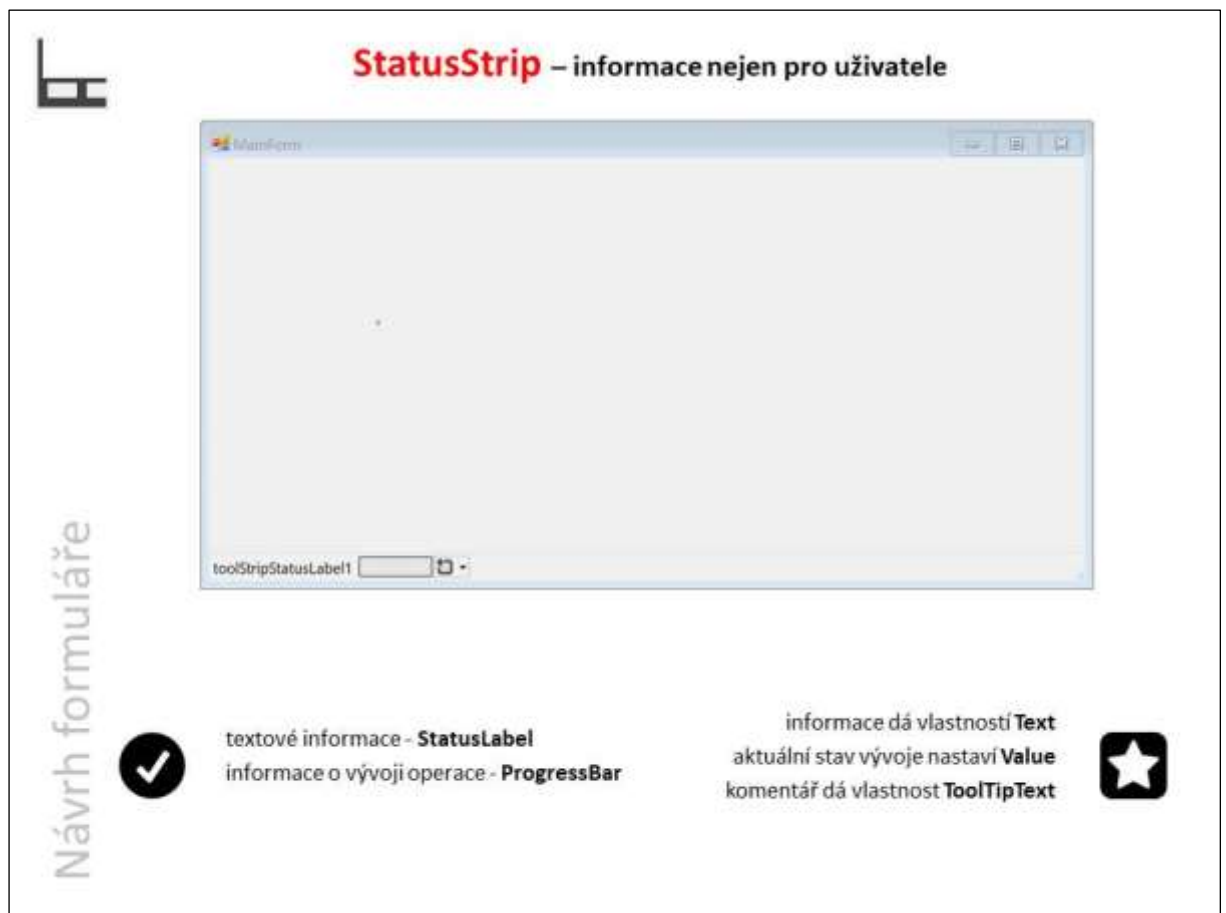 StatusStrip – informace nejen pro uživatele
MainForm
toolStripStatusLabel1
Návrh formuláře
textové informace - StatusLabel
informace o vývoji operace - ProgressBar
informace dá vlastností Text
aktuální stav vývoje nastaví Value
komentář dá vlastnost ToolTipText